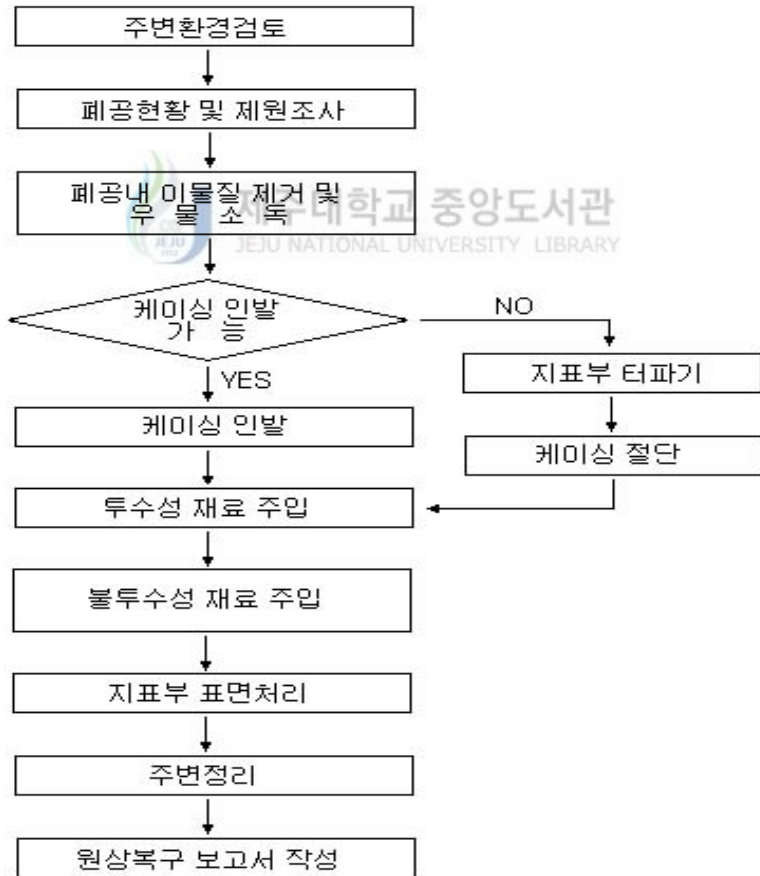 주변환경검토
폐공현황 및 제원조사
폐공내 이물질 제거 및
우 물 소 독
제주대학교 중앙도서관
JEJU NATIONAL UNIVERSITY LIBRARY
케이싱 인발
가 능
NO
YES
지표부 터파기
케이싱 인발
케이싱 절단
투수성 재료 주입
불투수성 재료 주입
지표부 표면처리
주변정리
원상복구 보고서 작성